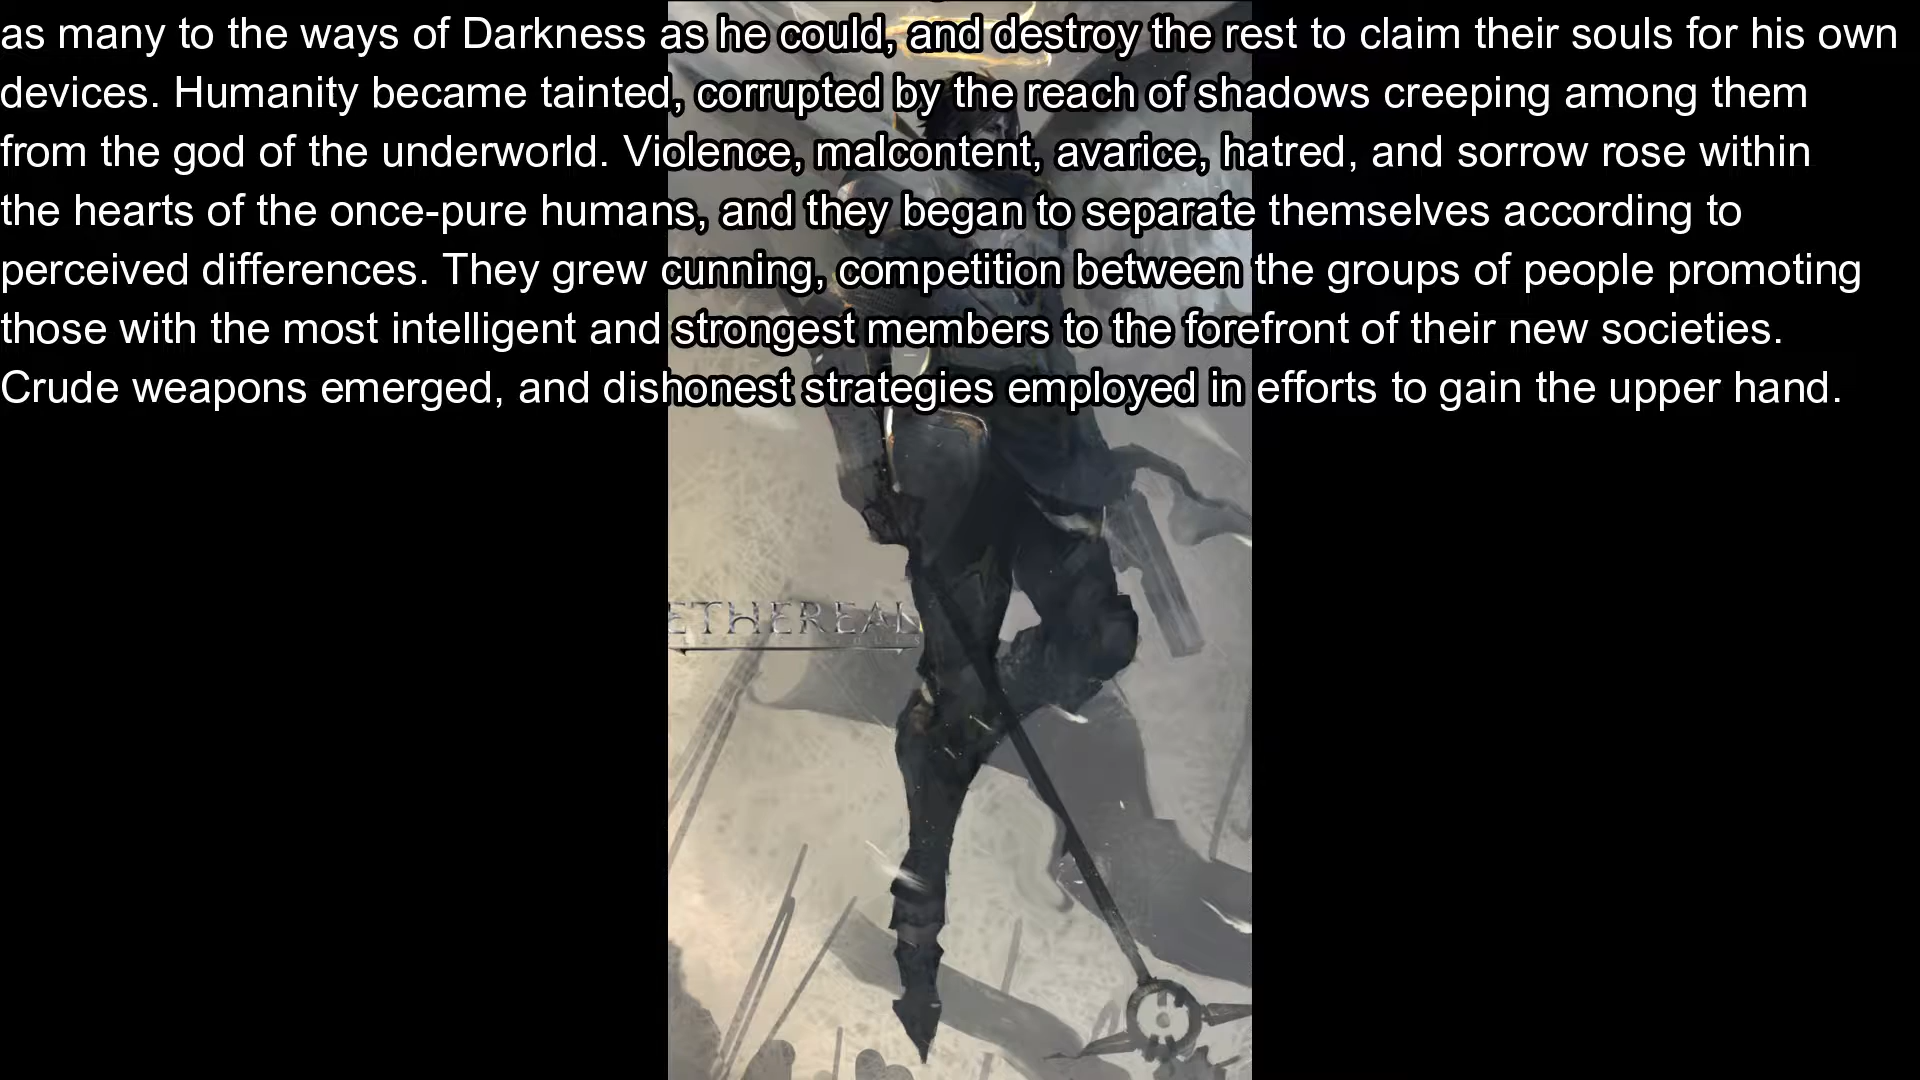 as many to the ways of Darkness as he could, and destroy the rest to claim their souls for his own
devices. Humanity became tainted, corrupted by the reach of shadows creeping among them
from the god of the underworld. Violence, malcontent, avarice, hatred, and sorrow rose within
the hearts of the once-pure humans, and they began to separate themselves according to
perceived differences. They grew cunning, competition between the groups of people promoting
those with the most intelligent and strongest members to the forefront of their new societies.
Crude weapons emerged, and dishonest strategies employed in efforts to gain the upper hand.
ETHEREAL